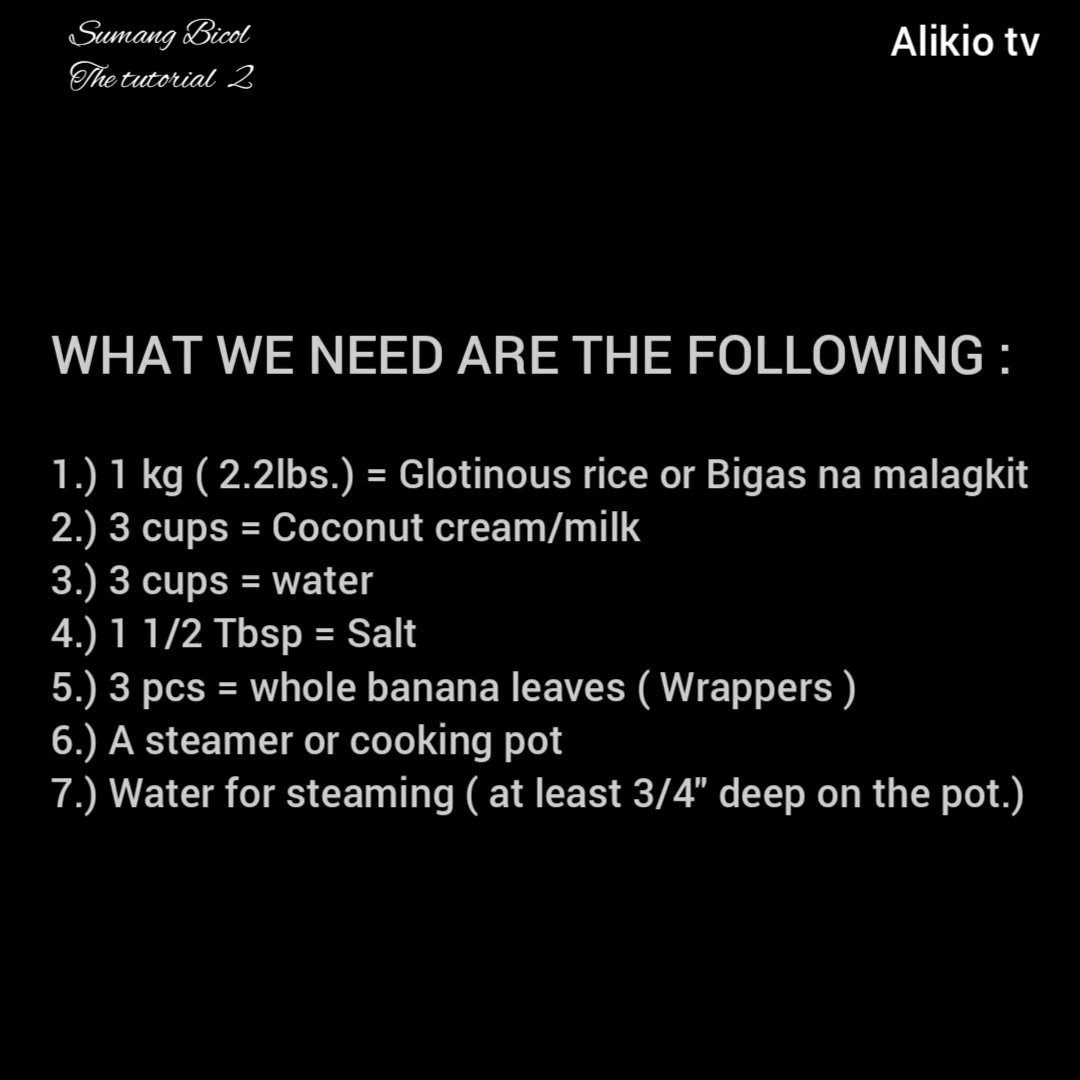 Sumang Bicol
The tutorial 2
Alikio tv
WHAT WE NEED ARE THE FOLLOWING :
1.) 1 kg ( 2.2lbs.) = Glotinous rice or Bigas na malagkit
2.) 3 cups = Coconut cream/milk
3.) 3 cups = water
4.) 1 1/2 Tbsp = Salt
5.) 3 pcs = whole banana leaves ( Wrappers )
6.) A steamer or cooking pot
7.) Water for steaming ( at least 3/4" deep on the pot.)